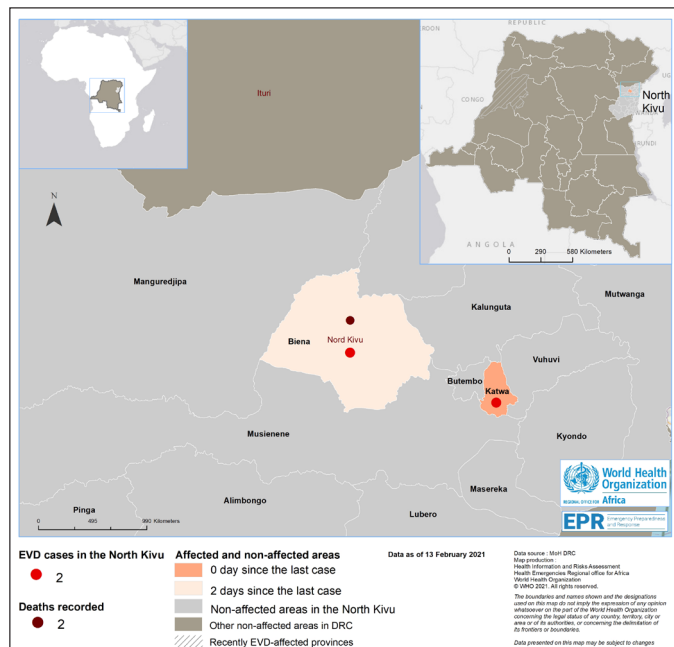 REPUBLIC
CONGO
North
Kivu
ANGOLA
0 290 580 Kilometers
Ituri
N
Manguredjipa
Kalunguta
Mutwanga
Biena
Nord Kivu
Vuhuvi
Butembo
Katwa
Musienene
Kyondo
Masereka
Pinga
Alimbongo
Lubero
0 495 990 Kilometers
World Health
Organization
REGIONAL OFFICE FOR Africa
EPR Emergency Preparedness
and Response
EVD cases in the North Kivu
2
Deaths recorded
2
Affected and non-affected areas
0 day since the last case
2 days since the last case
Non-affected areas in the North Kivu
Other non-affected areas in DRC
Recently EVD-affected provinces
Data as of 13 February 2021
Data source : MoH DRC
Map production :
Health Information and Risks Assessment
Health Emergencies Regional office for Africa
World Health Organization
© WHO 2021. All rights reserved.
The boundaries and names shown and the designations
used on this map do not imply the expression of any opinion
whatsoever on the part of the World Health Organization
concerning the legal status of any country, territory, city or
area or of its authorities, or concerning the delimitation of
its frontiers or boundaries.
Data presented on this map may be subject to changes